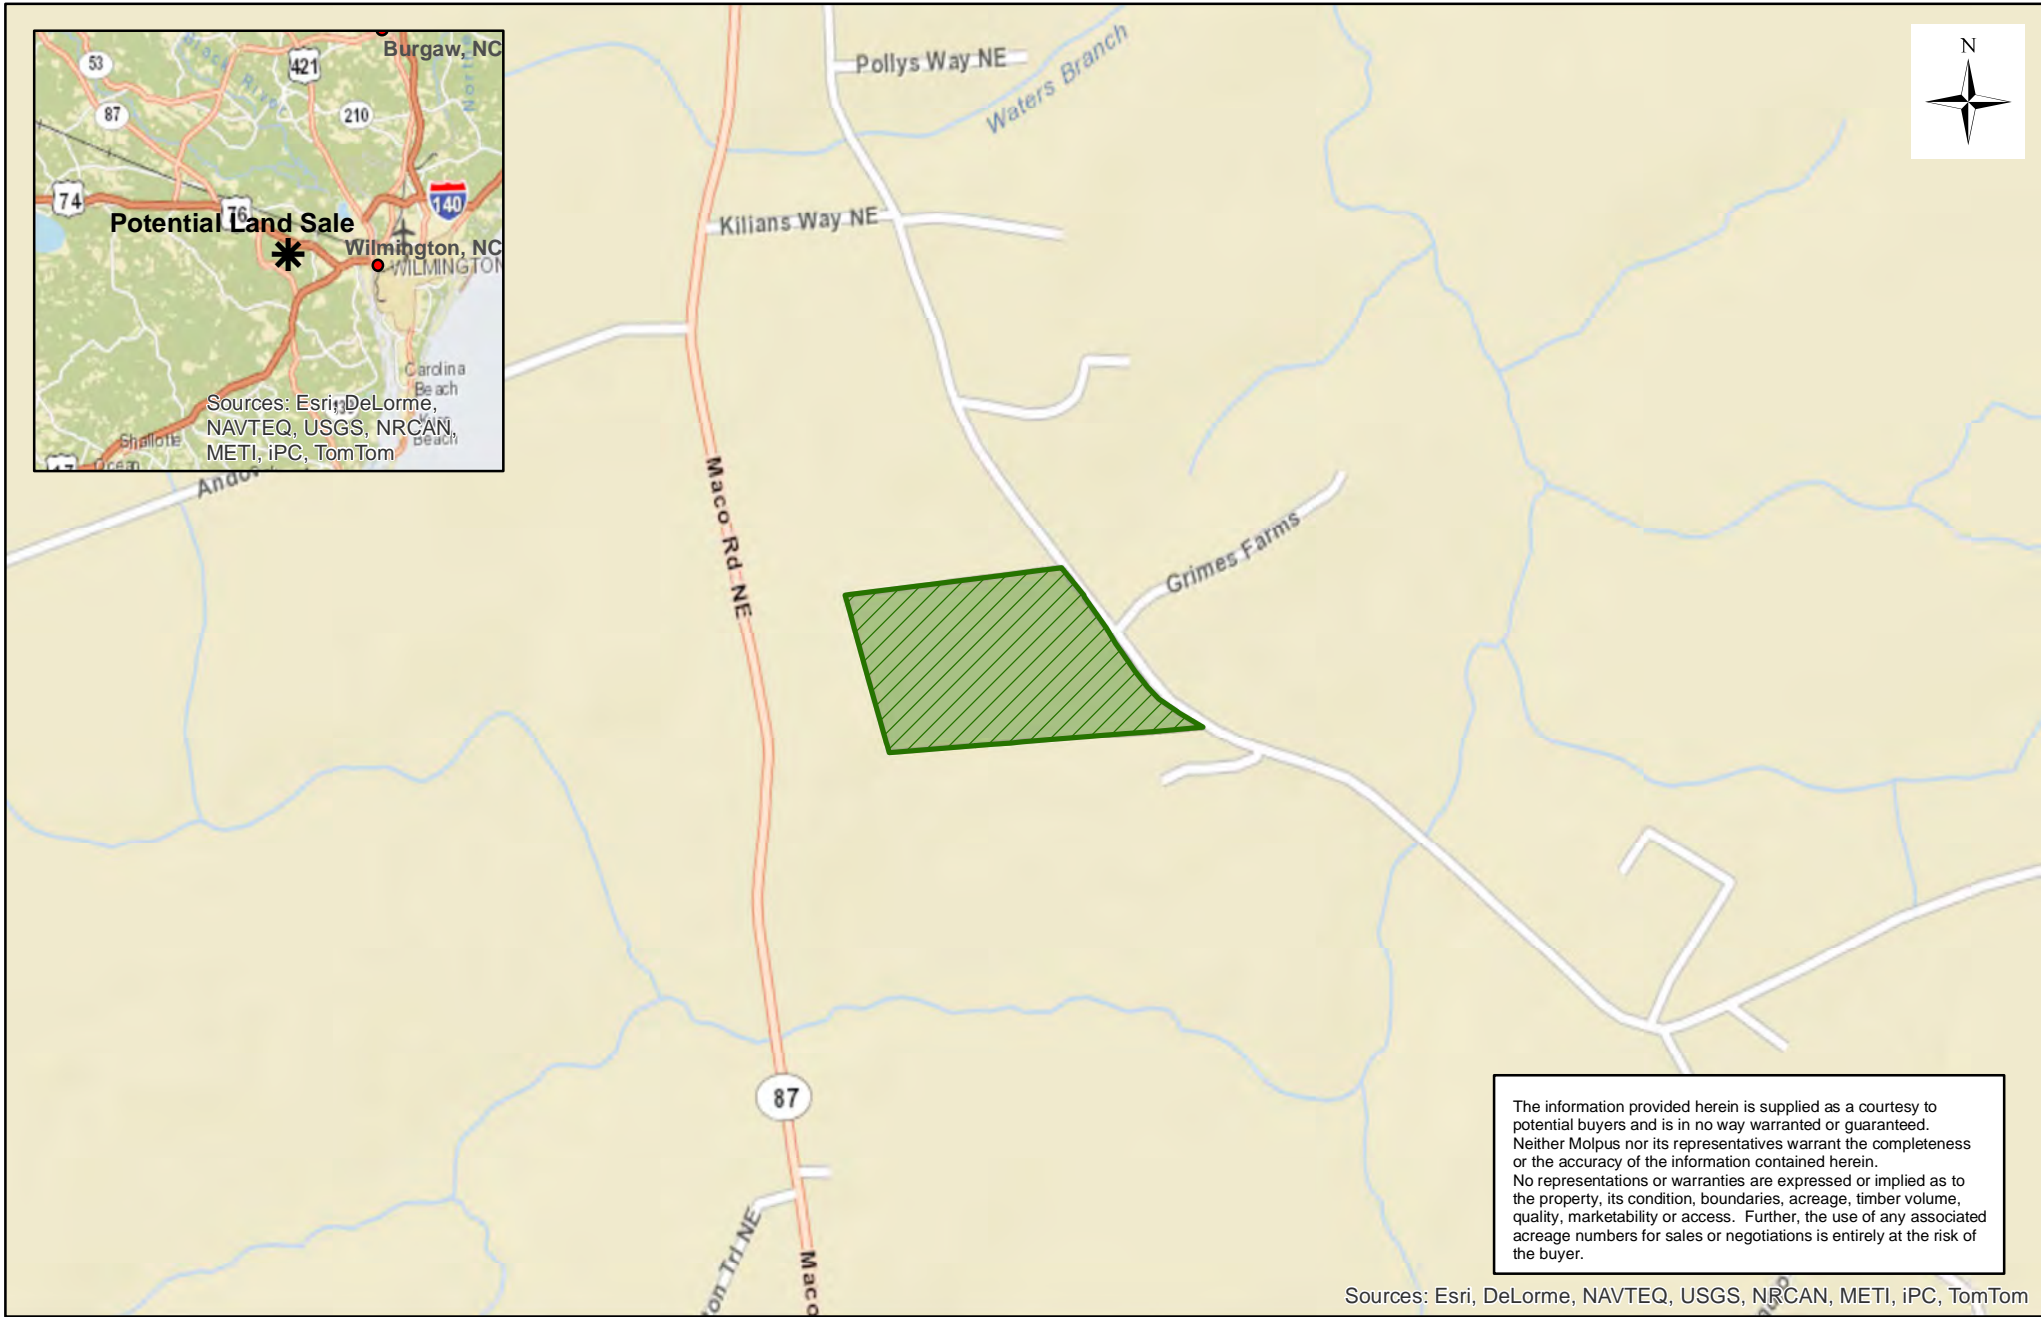 Burgaw, NC
53
421
87
210
74
76
140
Potential Land Sale
Wilmington, NC
WILMINGTON
Carolina
Beach
Shallotte
Ocean
Beach
Sources: Esri, DeLorme,
NAVTEQ, USGS, NRCAN,
METI, iPC, TomTom
N
Pollys Way NE
Waters Branch
Kilians Way NE
Maco Rd NE
Grimes Farms
87
Maco
The information provided herein is supplied as a courtesy to
potential buyers and is in no way warranted or guaranteed.
Neither Molpus nor its representatives warrant the completeness
or the accuracy of the information contained herein.
No representations or warranties are expressed or implied as to
the property, its condition, boundaries, acreage, timber volume,
quality, marketability or access.  Further, the use of any associated
acreage numbers for sales or negotiations is entirely at the risk of
the buyer.
ton Trl NE
Sources: Esri, DeLorme, NAVTEQ, USGS, NRCAN, METI, iPC, TomTom